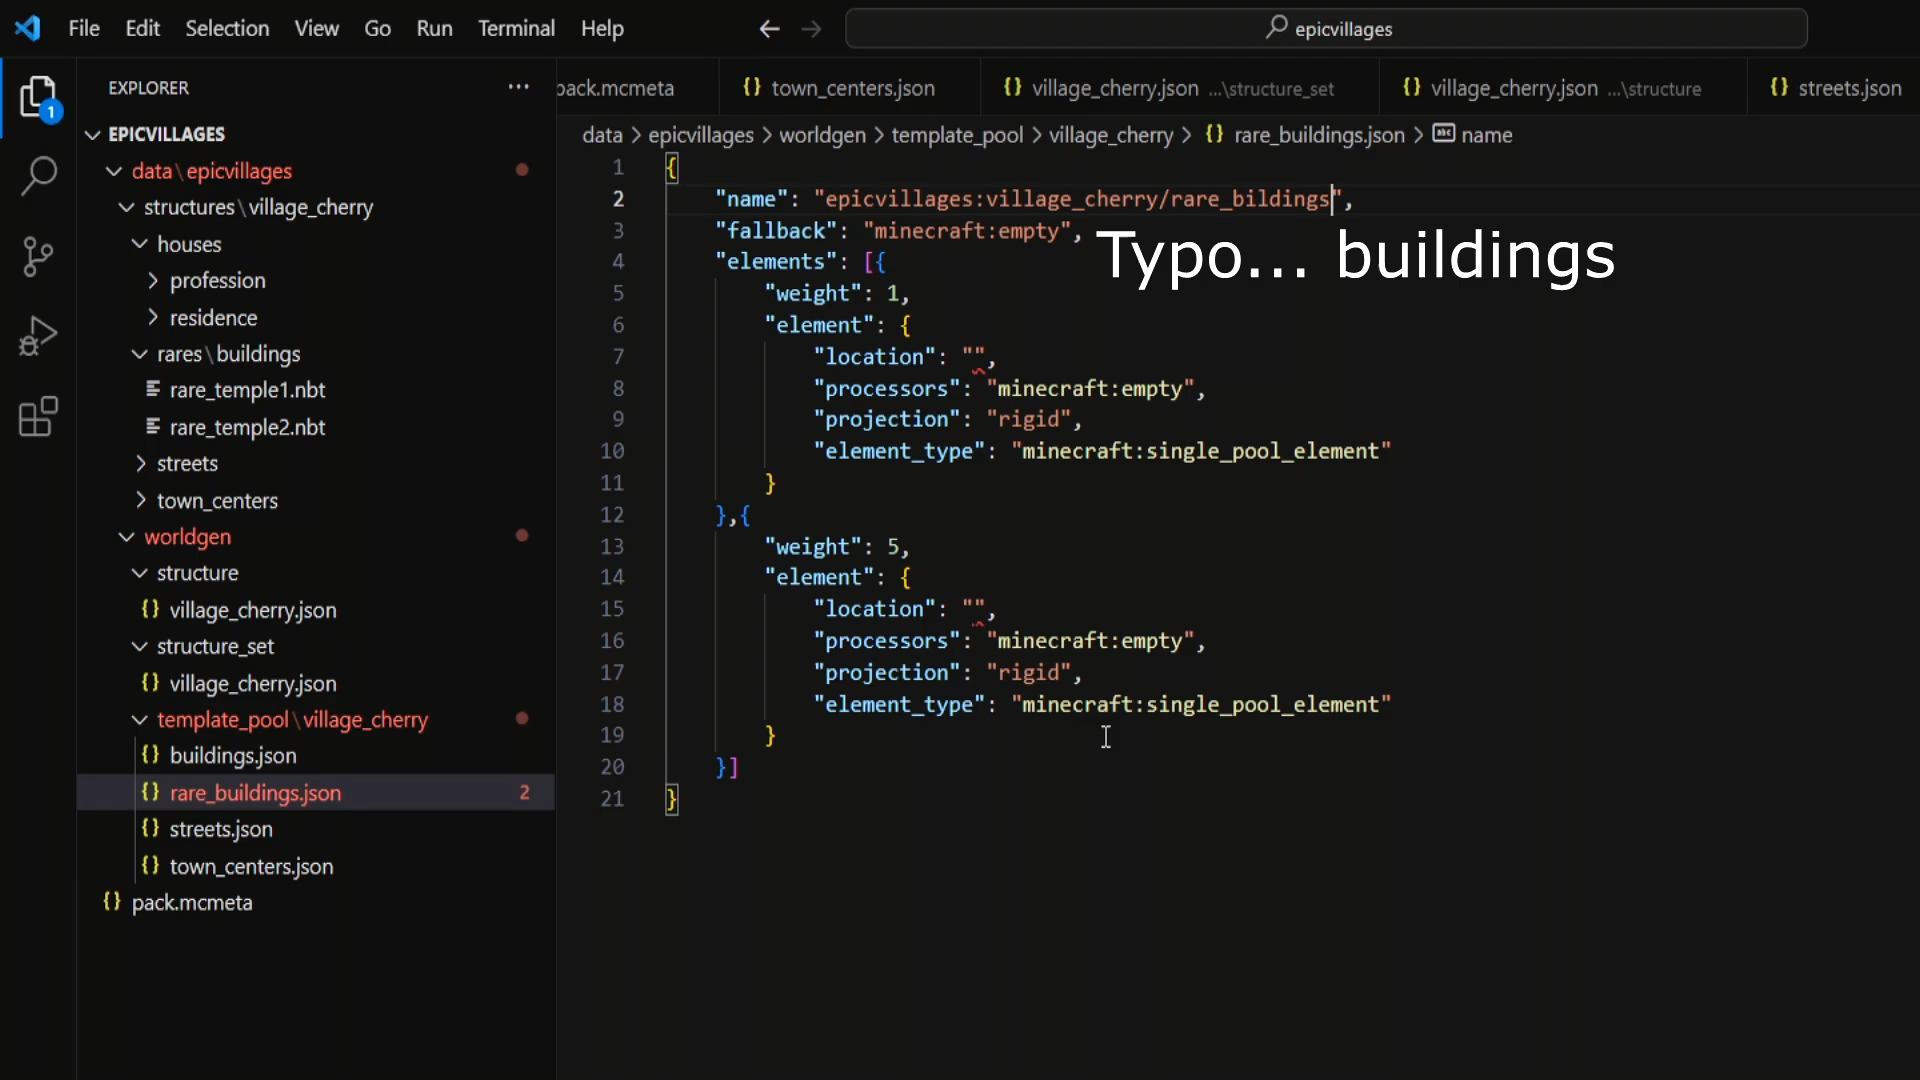 File Edit Selection View Go Run Terminal Help epicvillages
EXPLORER ...
pack.mcmeta {} town_centers.json {} village_cherry.json ...\structure_set {} village_cherry.json ...\structure {} streets.json
1
EPICVILLAGES
data\epicvillages
structures\village_cherry
houses
profession
residence
rares\buildings
rare_temple1.nbt
rare_temple2.nbt
streets
town_centers
worldgen
structure
{} village_cherry.json
structure_set
{} village_cherry.json
template_pool\village_cherry
{} buildings.json
{} rare_buildings.json 2
{} streets.json
{} town_centers.json
{} pack.mcmeta
data > epicvillages > worldgen > template_pool > village_cherry > {} rare_buildings.json > abc name
1 {
2 "name": "epicvillages:village_cherry/rare_bildings",
3 "fallback": "minecraft:empty",
Typo... buildings
4 "elements": [{
5 "weight": 1,
6 "element": {
7 "location": "",
8 "processors": "minecraft:empty",
9 "projection": "rigid",
10 "element_type": "minecraft:single_pool_element"
11 }
12 },{
13 "weight": 5,
14 "element": {
15 "location": "",
16 "processors": "minecraft:empty",
17 "projection": "rigid",
18 "element_type": "minecraft:single_pool_element"
19 }
20 }]
21 }